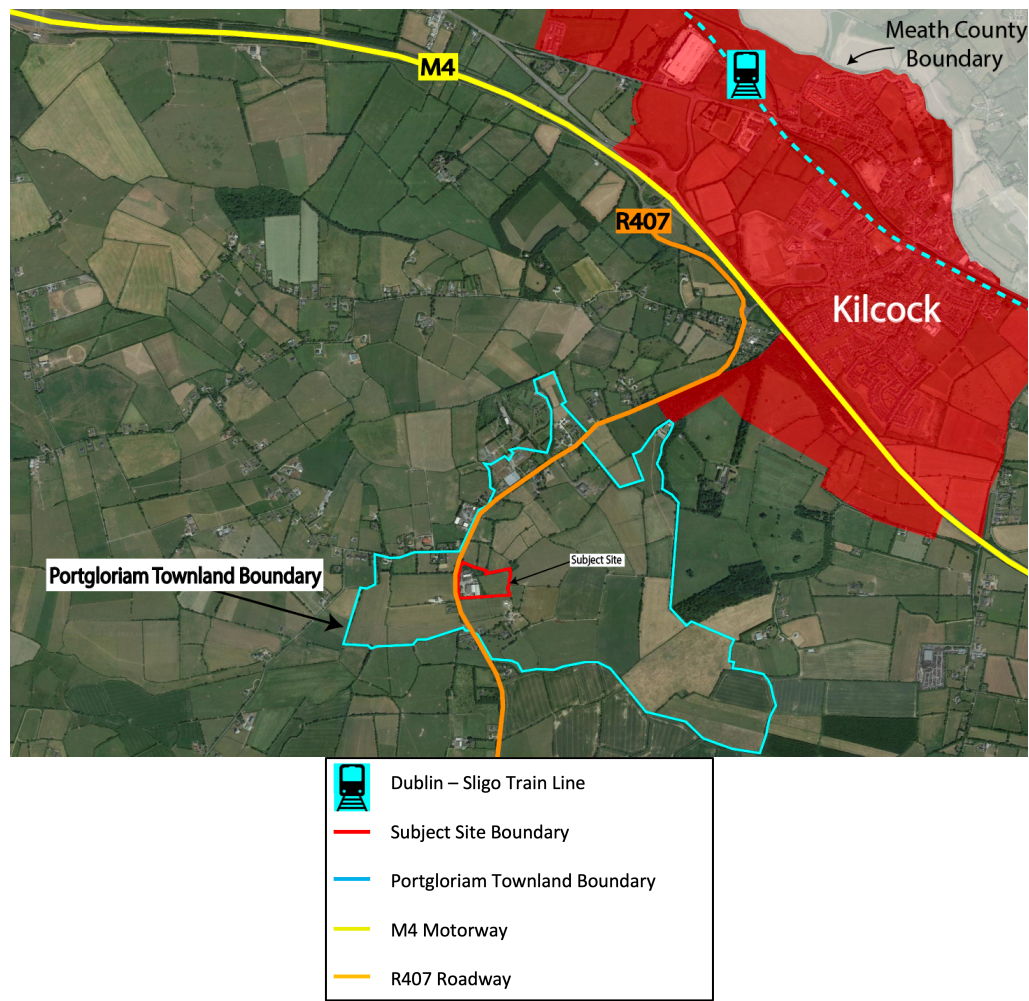 Meath County
Boundary
M4
R407
Kilcock
Subject Site
Portgloriam Townland Boundary
Dublin – Sligo Train Line
Subject Site Boundary
Portgloriam Townland Boundary
M4 Motorway
R407 Roadway